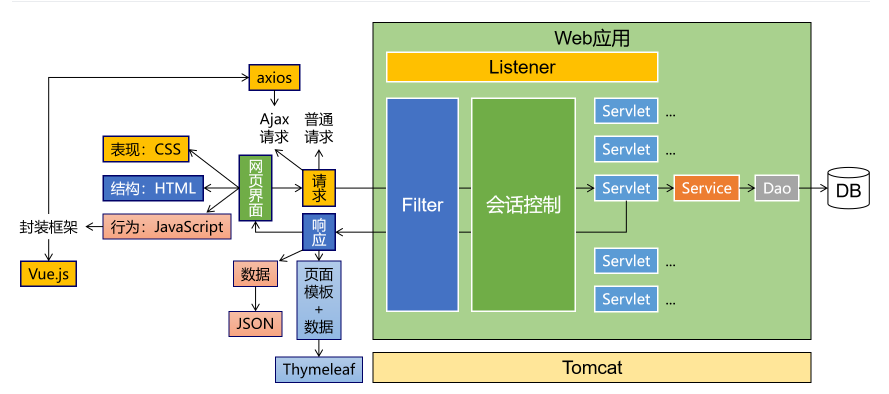 Web应用
Listener
axios
Ajax
请求
普通
请求
Servlet ...
Servlet ...
表现：CSS
结构：HTML
行为：JavaScript
网页界面
请求
响应
Filter
会话控制
Servlet
Service
Dao
DB
封装框架
Vue.js
数据
JSON
页面
模板
+
数据
Thymeleaf
Servlet ...
Servlet ...
Tomcat